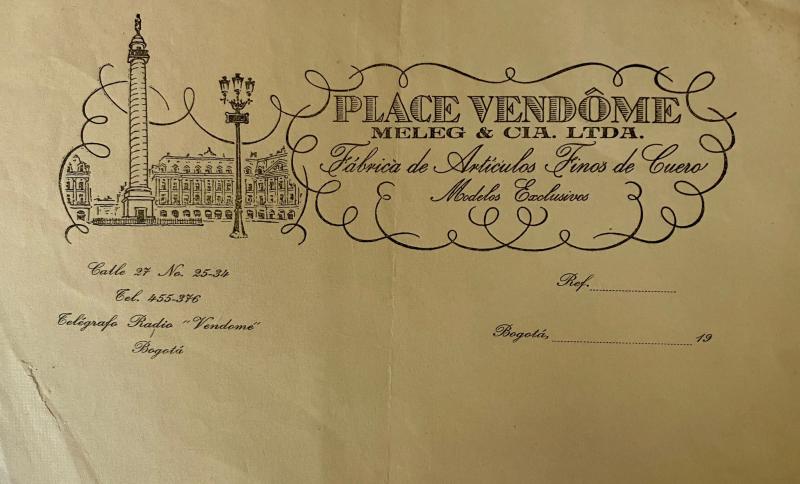 PLACE VENDÔME
MELEG & CIA. LTDA.
Fábrica de Artículos Finos de Cuero
Modelos Exclusivos
Calle 27 No. 25-34
Tel. 455-376
Telégrafo Radio "Vendomé"
Bogotá
Ref.
Bogotá, 19